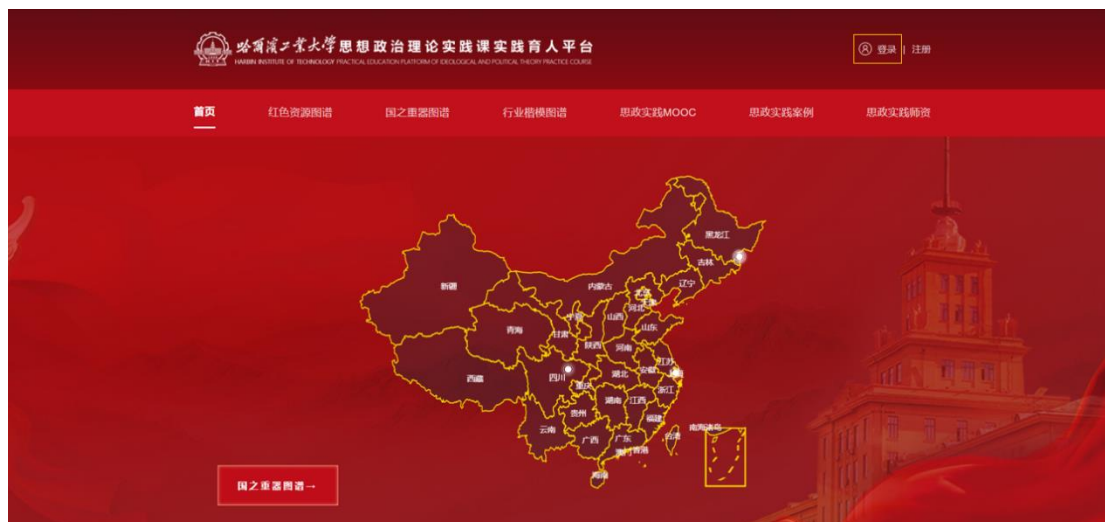 哈尔滨工业大学思想政治理论实践课实践育人平台
HARBIN INSTITUTE OF TECHNOLOGY PRACTICAL EDUCATION PLATFORM OF IDEOLOGICAL AND POLITICAL THEORY PRACTICE COURSE
登录 | 注册
首页 红色资源图谱 国之重器图谱 行业楷模图谱 思政实践MOOC 思政实践案例 思政实践师资
黑龙江
吉林
辽宁
新疆
内蒙古
北京
河北
宁夏
山西
山东
青海
甘肃
陕西
河南
江苏
西藏
四川
重庆
湖北
安徽
浙江
湖南
江西
贵州
福建
云南
广西
广东
台湾
南海诸岛
澳门
香港
海南
国之重器图谱→